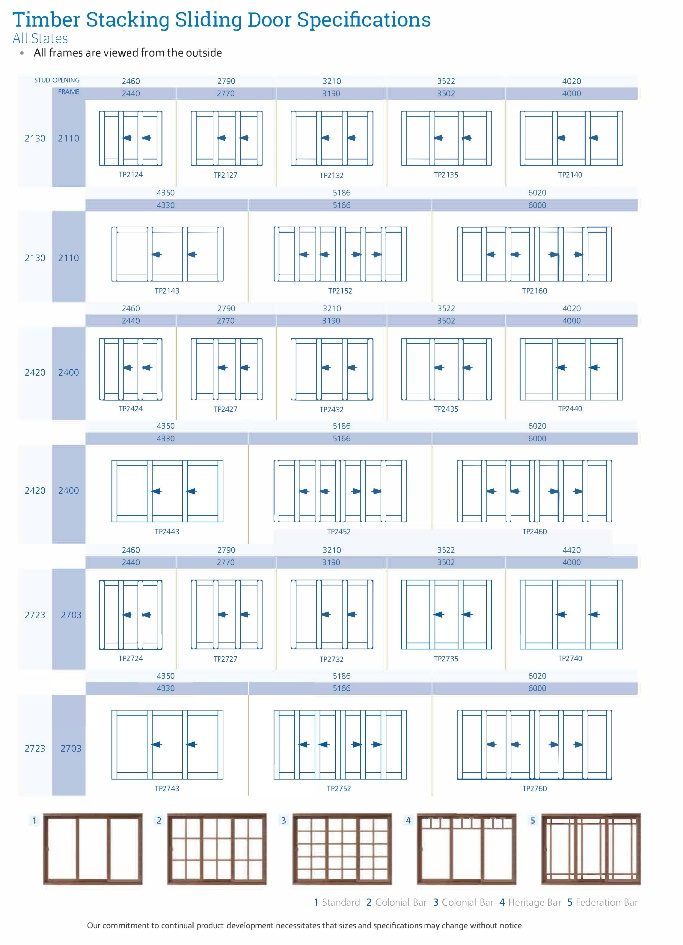 Timber Stacking Sliding Door Specifications
All States
• All frames are viewed from the outside
STUD OPENING 2460 2790 3210 3522 4020
FRAME 2440 2770 3190 3502 4000
2130 2110
TP2124 TP2127 TP2132 TP2135 TP2140
4350 5186 6020
4330 5166 6000
2130 2110
TP2143 TP2152 TP2160
2460 2790 3210 3522 4020
2440 2770 3190 3502 4000
2420 2400
TP2424 TP2427 TP2432 TP2435 TP2440
4350 5186 6020
4330 5166 6000
2420 2400
TP2443 TP2452 TP2460
2460 2790 3210 3522 4420
2440 2770 3190 3502 4000
2723 2703
TP2724 TP2727 TP2732 TP2735 TP2740
4350 5186 6020
4330 5166 6000
2723 2703
TP2743 TP2752 TP2760
1 2 3 4 5
1 Standard 2 Colonial Bar 3 Colonial Bar 4 Heritage Bar 5 Federation Bar
Our commitment to continual product development necessitates that sizes and specifications may change without notice.